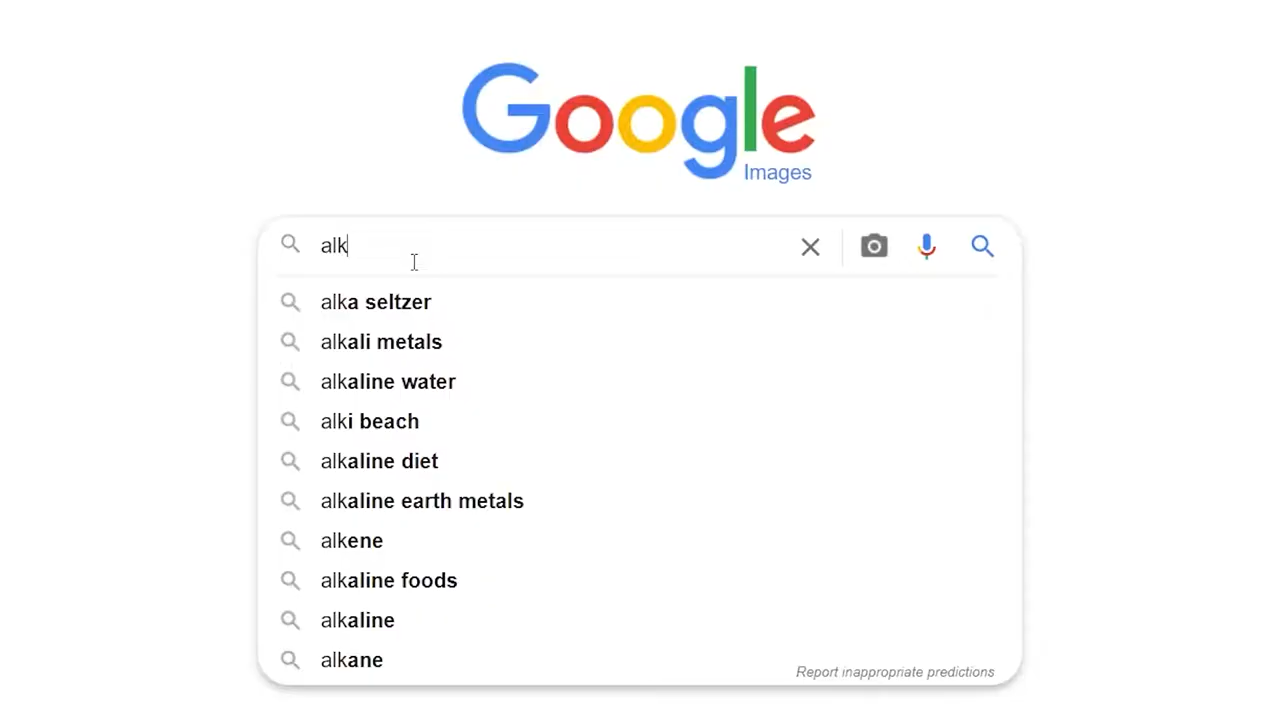 Google
Images
alk
alka seltzer
alkali metals
alkaline water
alki beach
alkaline diet
alkaline earth metals
alkene
alkaline foods
alkaline
alkane
Report inappropriate predictions